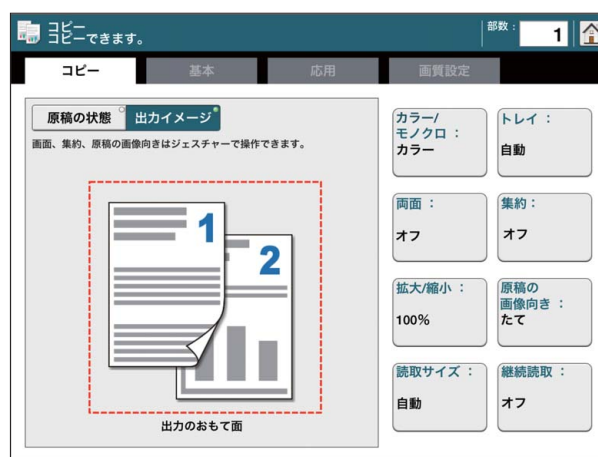 コピー
コピーできます。
部数：
1
コピー
基本
応用
画質設定
原稿の状態
出力イメージ
画面、集約、原稿の画像向きはジェスチャーで操作できます。
1
2
出力のおもて面
カラー/
モノクロ：
カラー
トレイ：
自動
両面：
オフ
集約：
オフ
拡大/縮小：
100%
原稿の
画像向き：
たて
読取サイズ：
自動
継続読取：
オフ